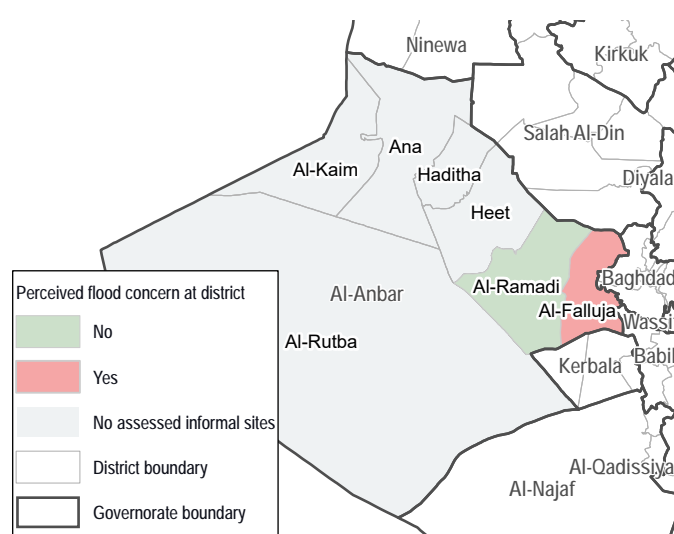 Ninewa
Kirkuk
Salah Al-Din
Ana
Al-Kaim
Haditha
Diyala
Heet
Baghdad
Al-Ramadi
Al-Anbar
Al-Falluja
Wassi
Al-Rutba
Kerbala
Babil
Al-Qadissiya
Al-Najaf
Perceived flood concern at district
No
Yes
No assessed informal sites
District boundary
Governorate boundary